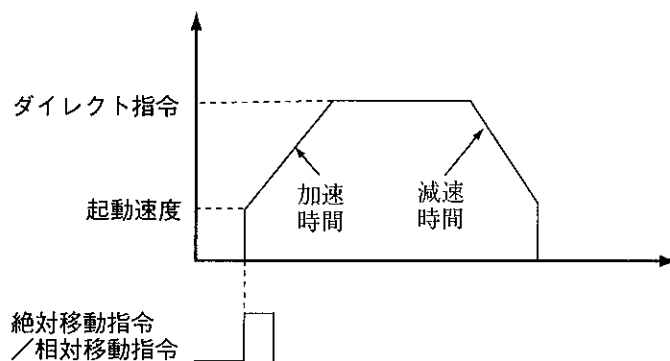 ダイレクト指令
加速
時間
減速
時間
起動速度
絶対移動指令
／相対移動指令